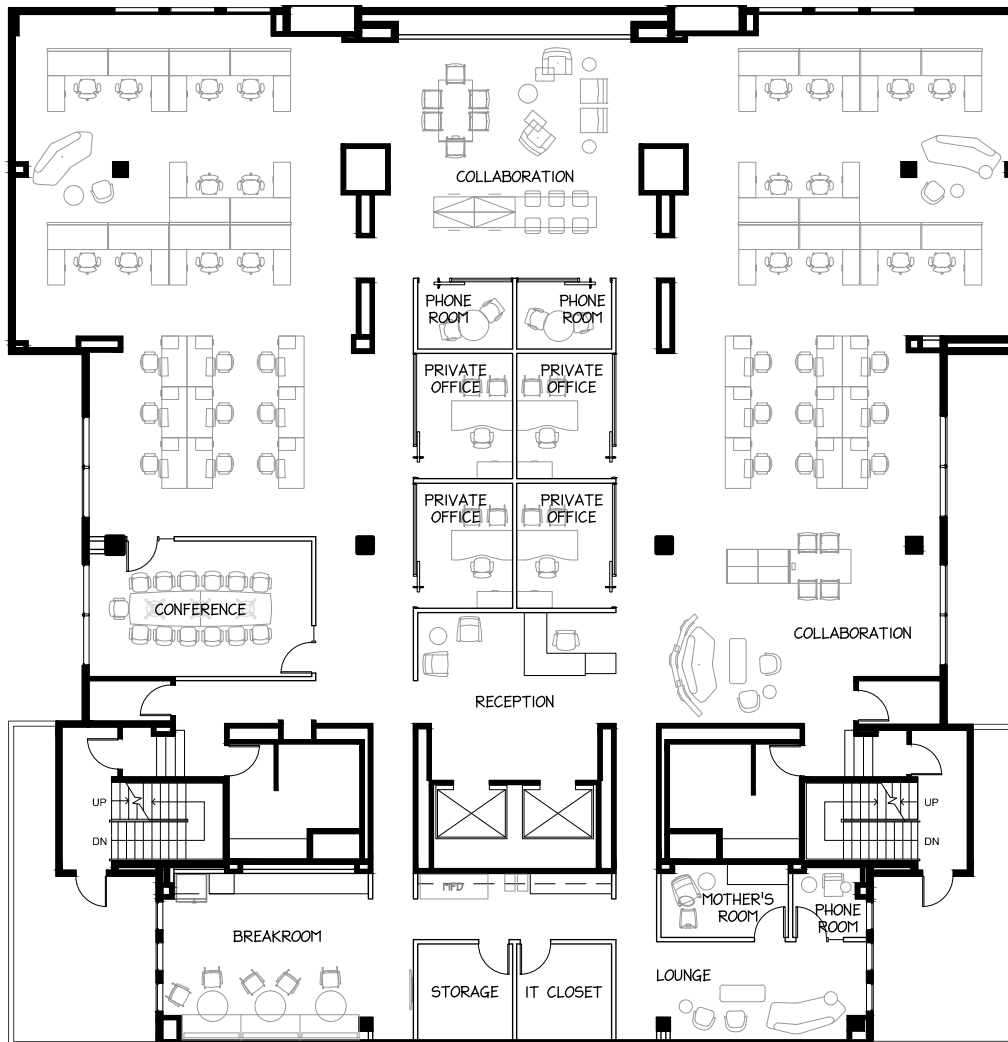 COLLABORATION
PHONE
ROOM
PHONE
ROOM
PRIVATE
OFFICE
PRIVATE
OFFICE
PRIVATE
OFFICE
PRIVATE
OFFICE
CONFERENCE
COLLABORATION
RECEPTION
UP
DN
UP
DN
MFD
MOTHER'S
ROOM
PHONE
ROOM
BREAKROOM
LOUNGE
STORAGE
IT CLOSET